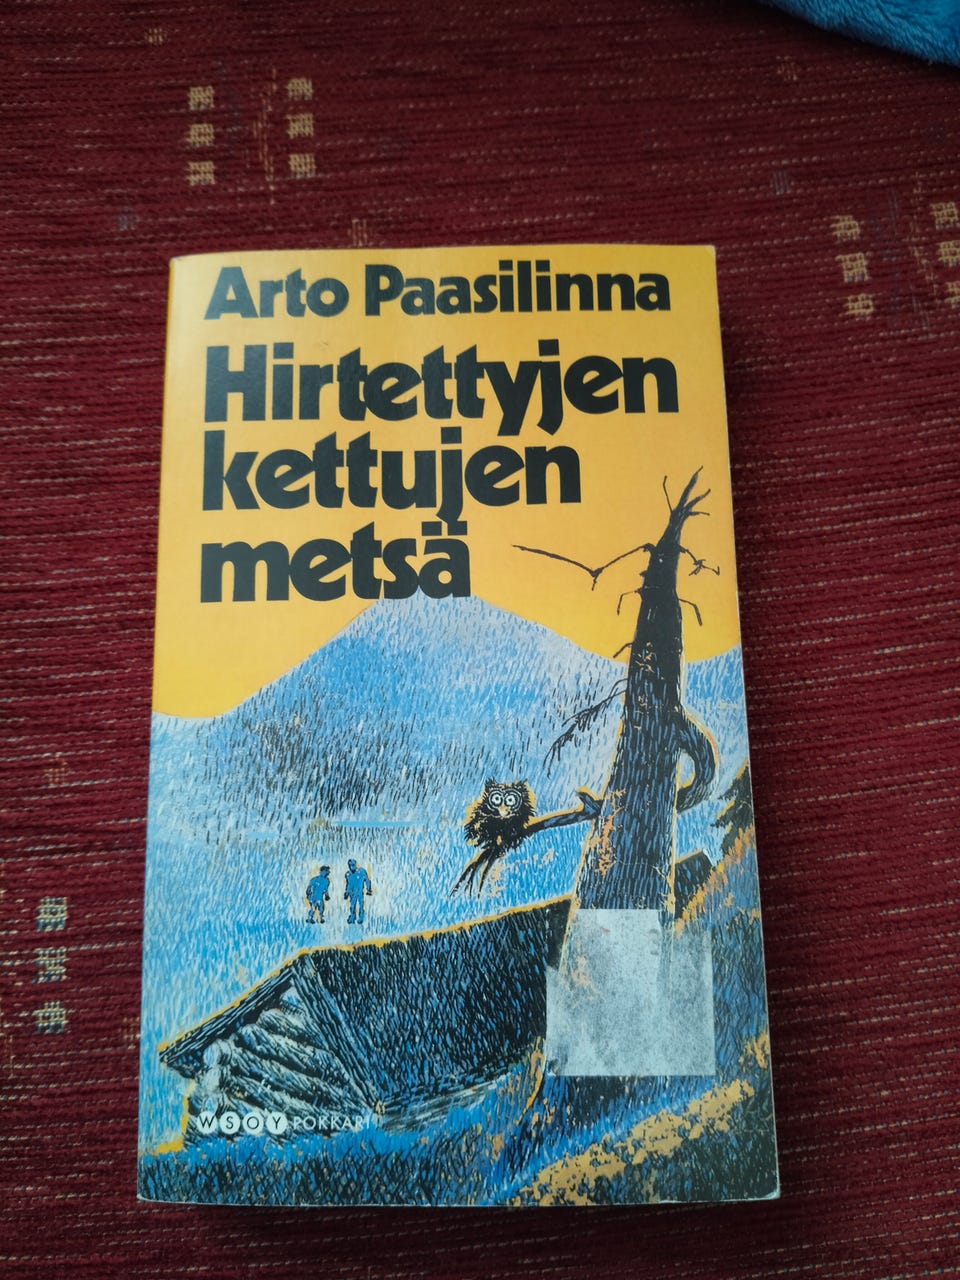 Arto Paasilinna
Hirtettyjen
kettujen
metsä
WSOY POKKARI